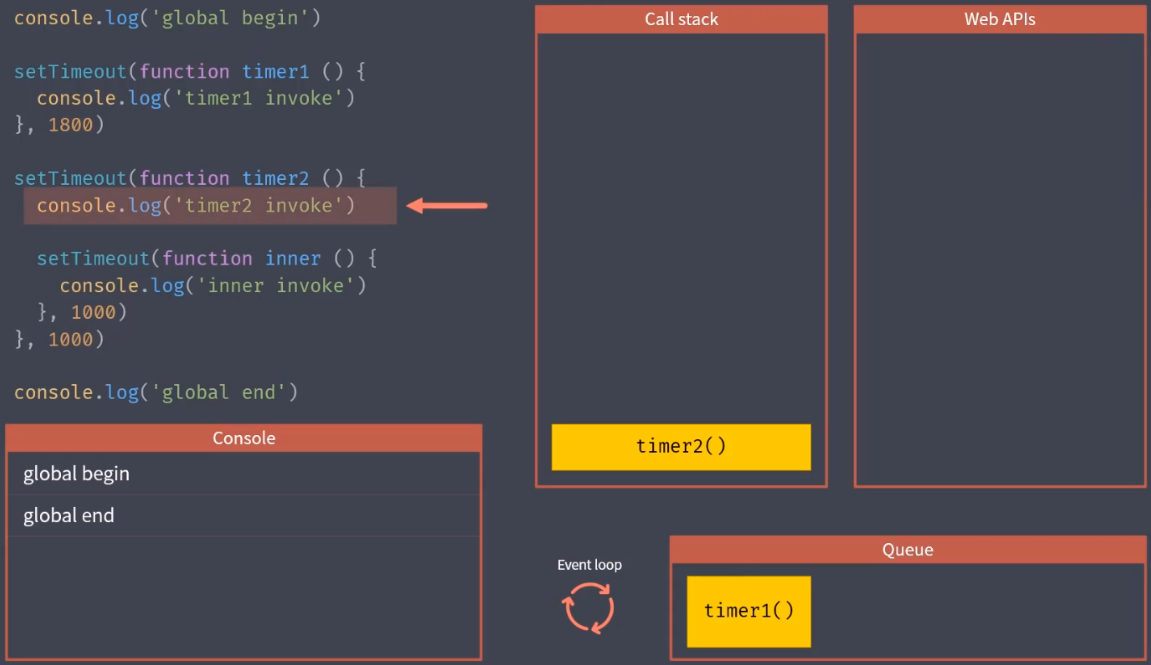 console.log('global begin')
setTimeout(function timer1 () {
console.log('timer1 invoke')
}, 1800)
setTimeout(function timer2 () {
console.log('timer2 invoke')
setTimeout(function inner () {
console.log('inner invoke')
}, 1000)
}, 1000)
console.log('global end')
Console
global begin
global end
Call stack
timer2()
Web APIs
Event loop
Queue
timer1()